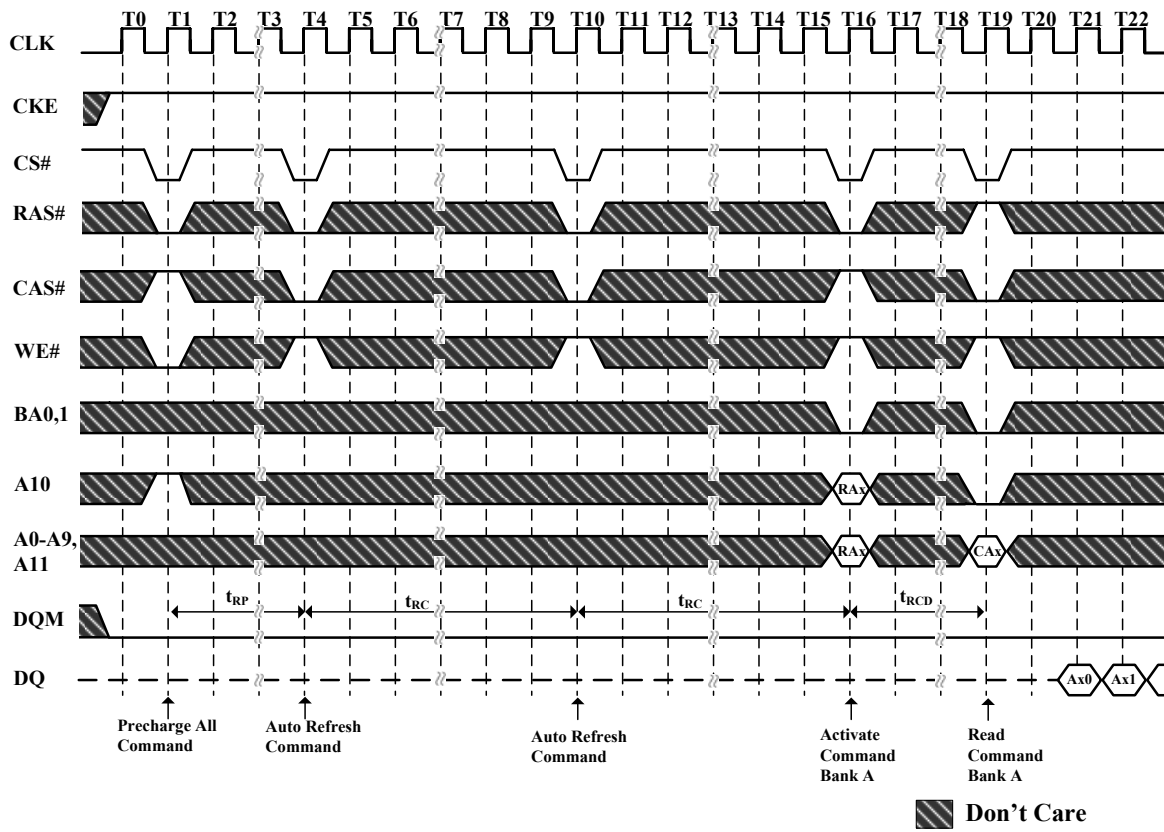 T0 T1 T2 T3 T4 T5 T6 T7 T8 T9 T10 T11 T12 T13 T14 T15 T16 T17 T18 T19 T20 T21 T22
CLK
CKE
CS#
RAS#
CAS#
WE#
BA0,1
A10 RAx
A0-A9,
A11 RAx CAx
tRP tRC tRC tRCD
DQM
DQ Ax0 Ax1
Precharge All
Command
Auto Refresh
Command
Auto Refresh
Command
Activate
Command
Bank A
Read
Command
Bank A
Don't Care